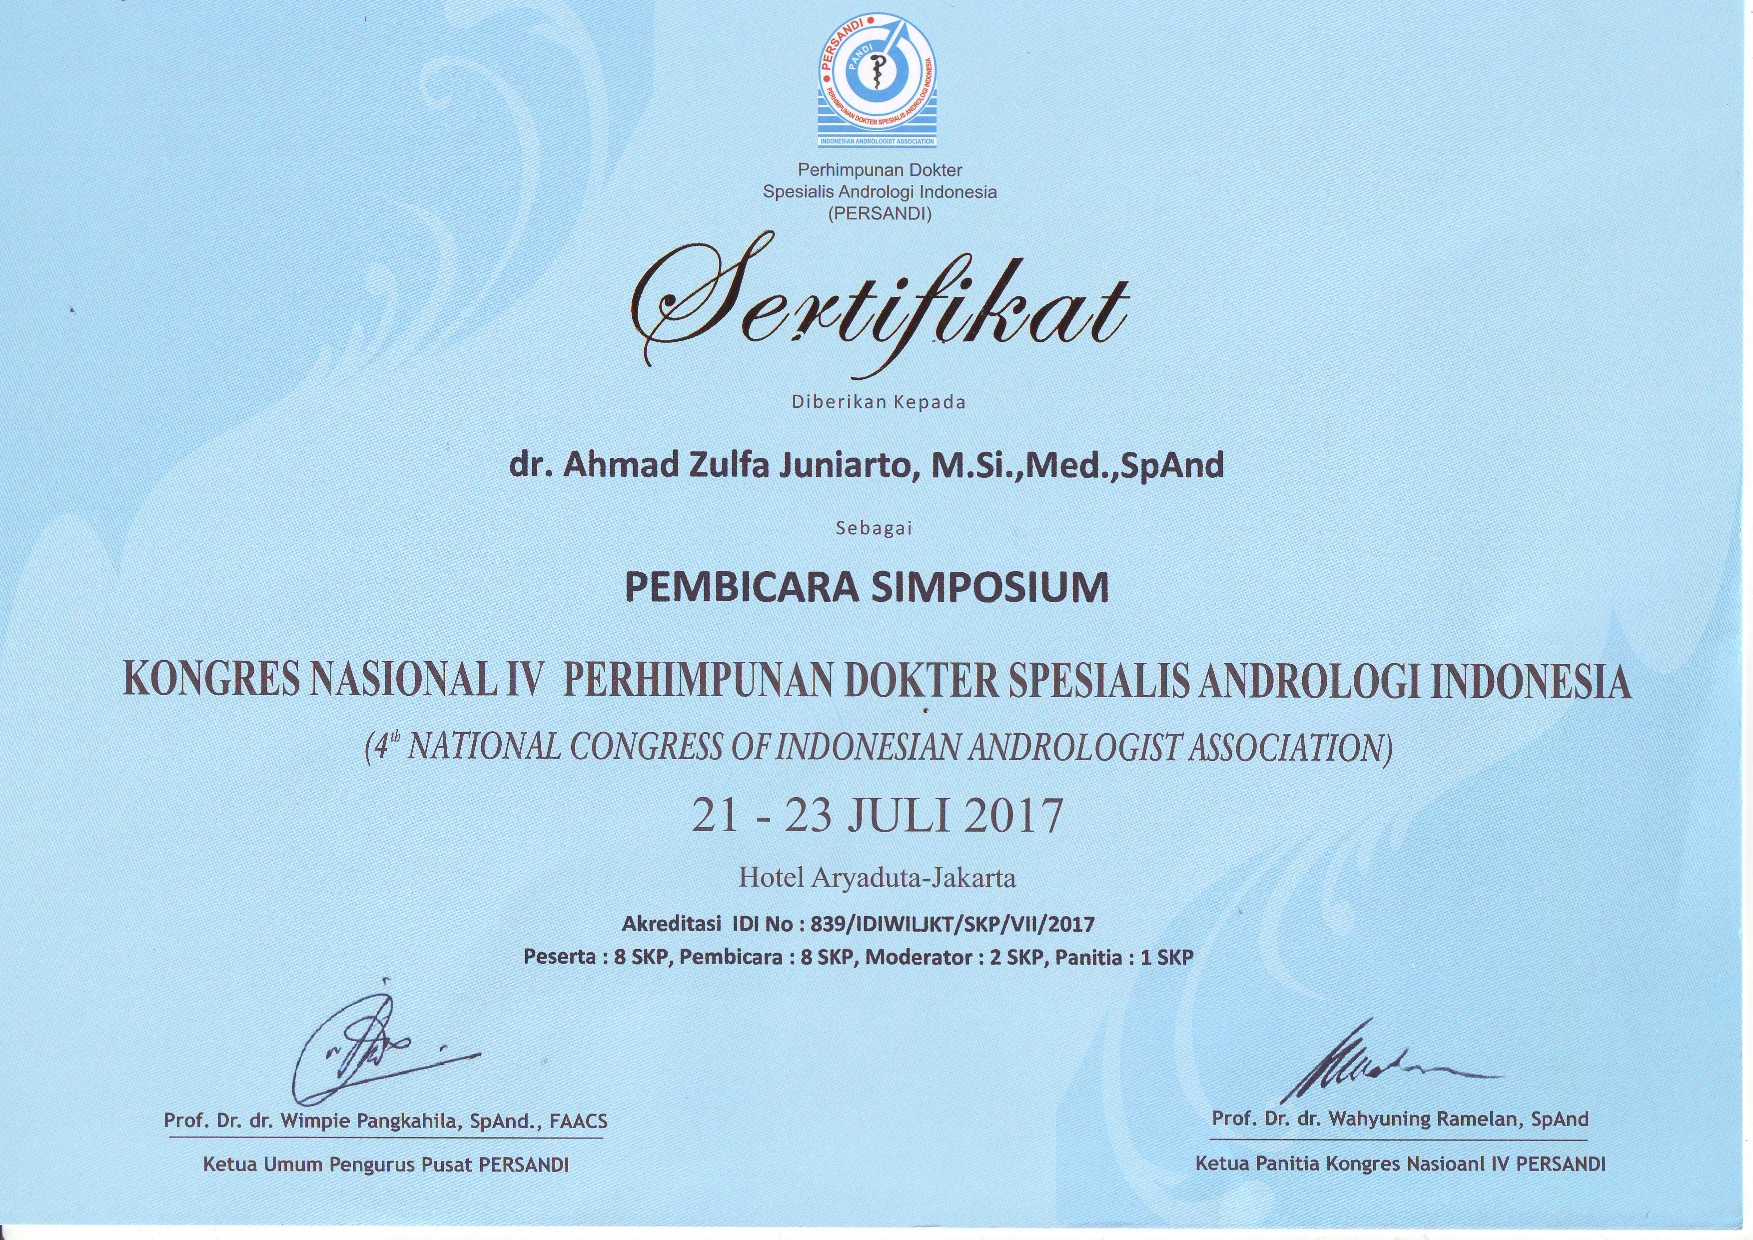 PERSANDI
PANDI
PERHIMPUNAN DOKTER SPESIALIS ANDROLOGI INDONESIA
INDONESIAN ANDROLOGIST ASSOCIATION
Perhimpunan Dokter
Spesialis Andrologi Indonesia
(PERSANDI)
Sertifikat
Diberikan Kepada
dr. Ahmad Zulfa Juniarto, M.Si.,Med.,SpAnd
Sebagai
PEMBICARA SIMPOSIUM
KONGRES NASIONAL IV PERHIMPUNAN DOKTER SPESIALIS ANDROLOGI INDONESIA
(4th NATIONAL CONGRESS OF INDONESIAN ANDROLOGIST ASSOCIATION)
21 - 23 JULI 2017
Hotel Aryaduta-Jakarta
Akreditasi IDI No : 839/IDIWILJKT/SKP/VII/2017
Peserta : 8 SKP, Pembicara : 8 SKP, Moderator : 2 SKP, Panitia : 1 SKP
Prof. Dr. dr. Wimpie Pangkahila, SpAnd., FAACS
Ketua Umum Pengurus Pusat PERSANDI
Prof. Dr. dr. Wahyuning Ramelan, SpAnd
Ketua Panitia Kongres Nasioanl IV PERSANDI